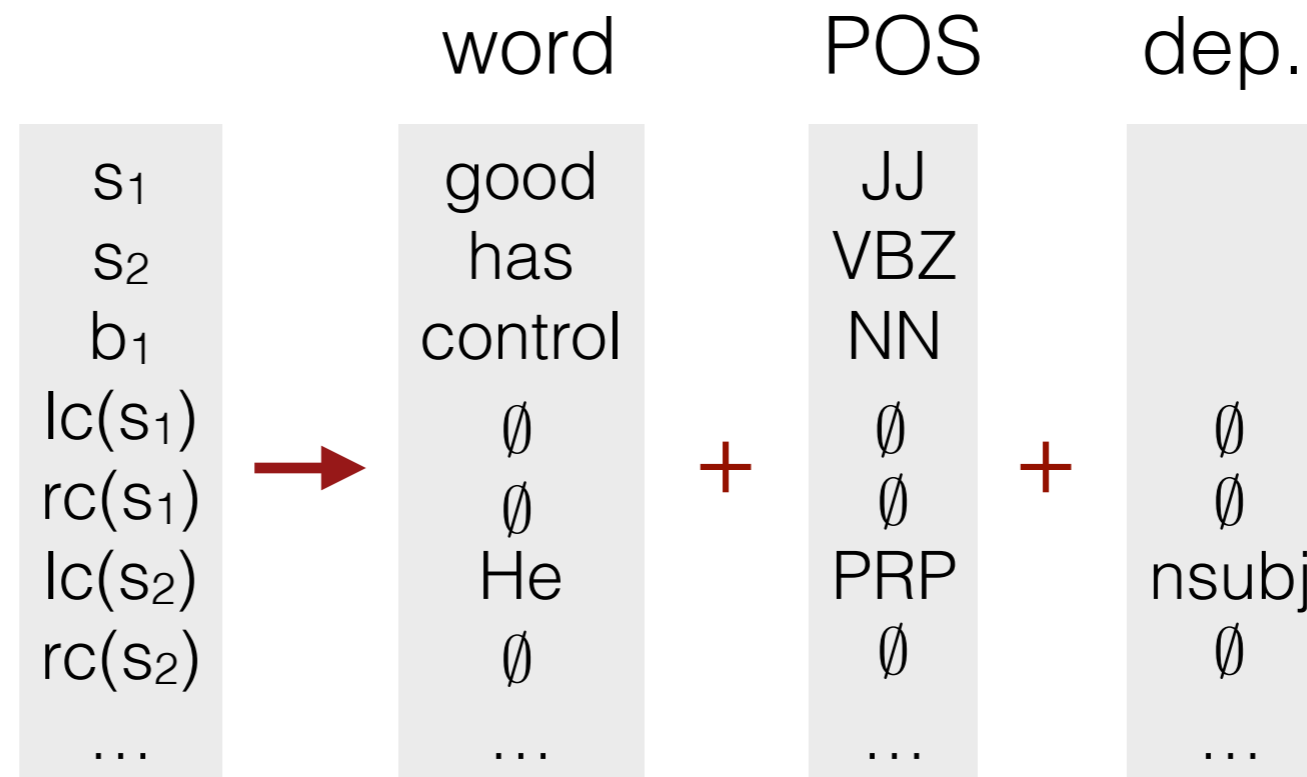 word POS dep.
s₁ good JJ
s₂ has VBZ
b₁ control NN
lc(s₁) ∅ ∅ ∅
rc(s₁) → ∅ + ∅ + ∅
lc(s₂) He PRP nsubj
rc(s₂) ∅ ∅ ∅
... ... ... ...